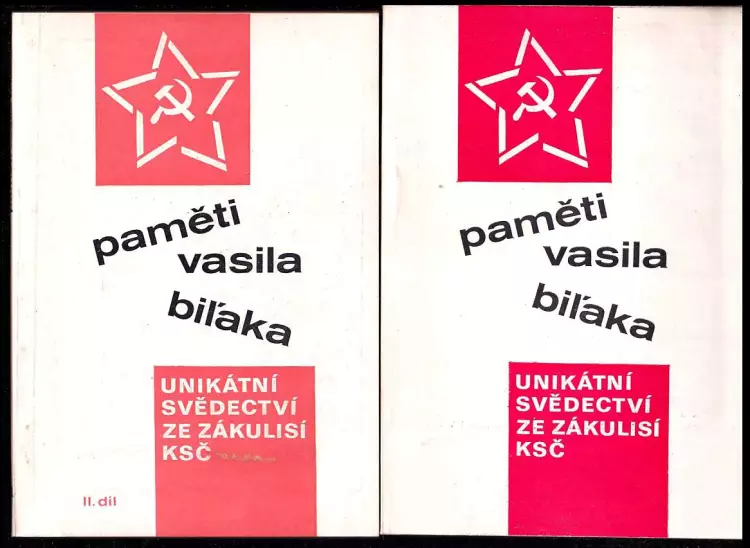 paměti
vasila
biľaka
UNIKÁTNÍ
SVĚDECTVÍ
ZE ZÁKULISÍ
KSČ
II. díl
paměti
vasila
biľaka
UNIKÁTNÍ
SVĚDECTVÍ
ZE ZÁKULISÍ
KSČ